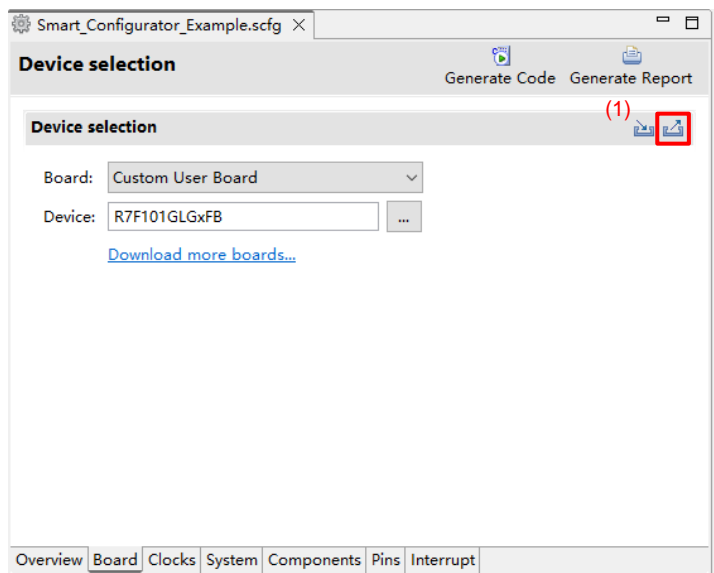 Smart_Configurator_Example.scfg
Device selection
Generate Code Generate Report
(1)
Device selection
Board: Custom User Board
Device: R7F101GLGxFB ...
Download more boards...
Overview Board Clocks System Components Pins Interrupt